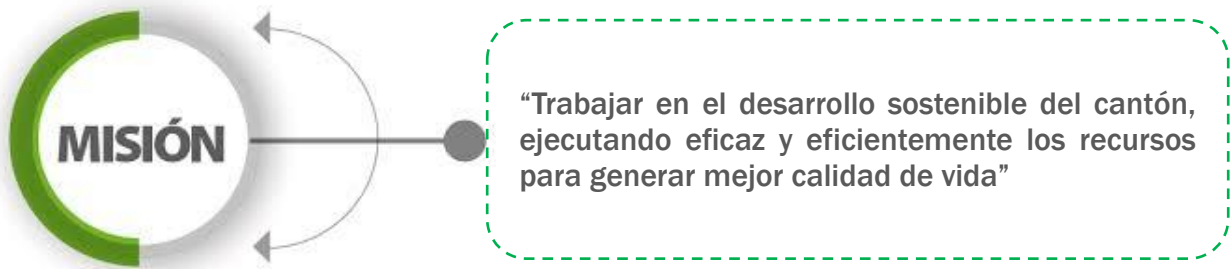 MISIÓN
“Trabajar en el desarrollo sostenible del cantón,
ejecutando eficaz y eficientemente los recursos
para generar mejor calidad de vida”